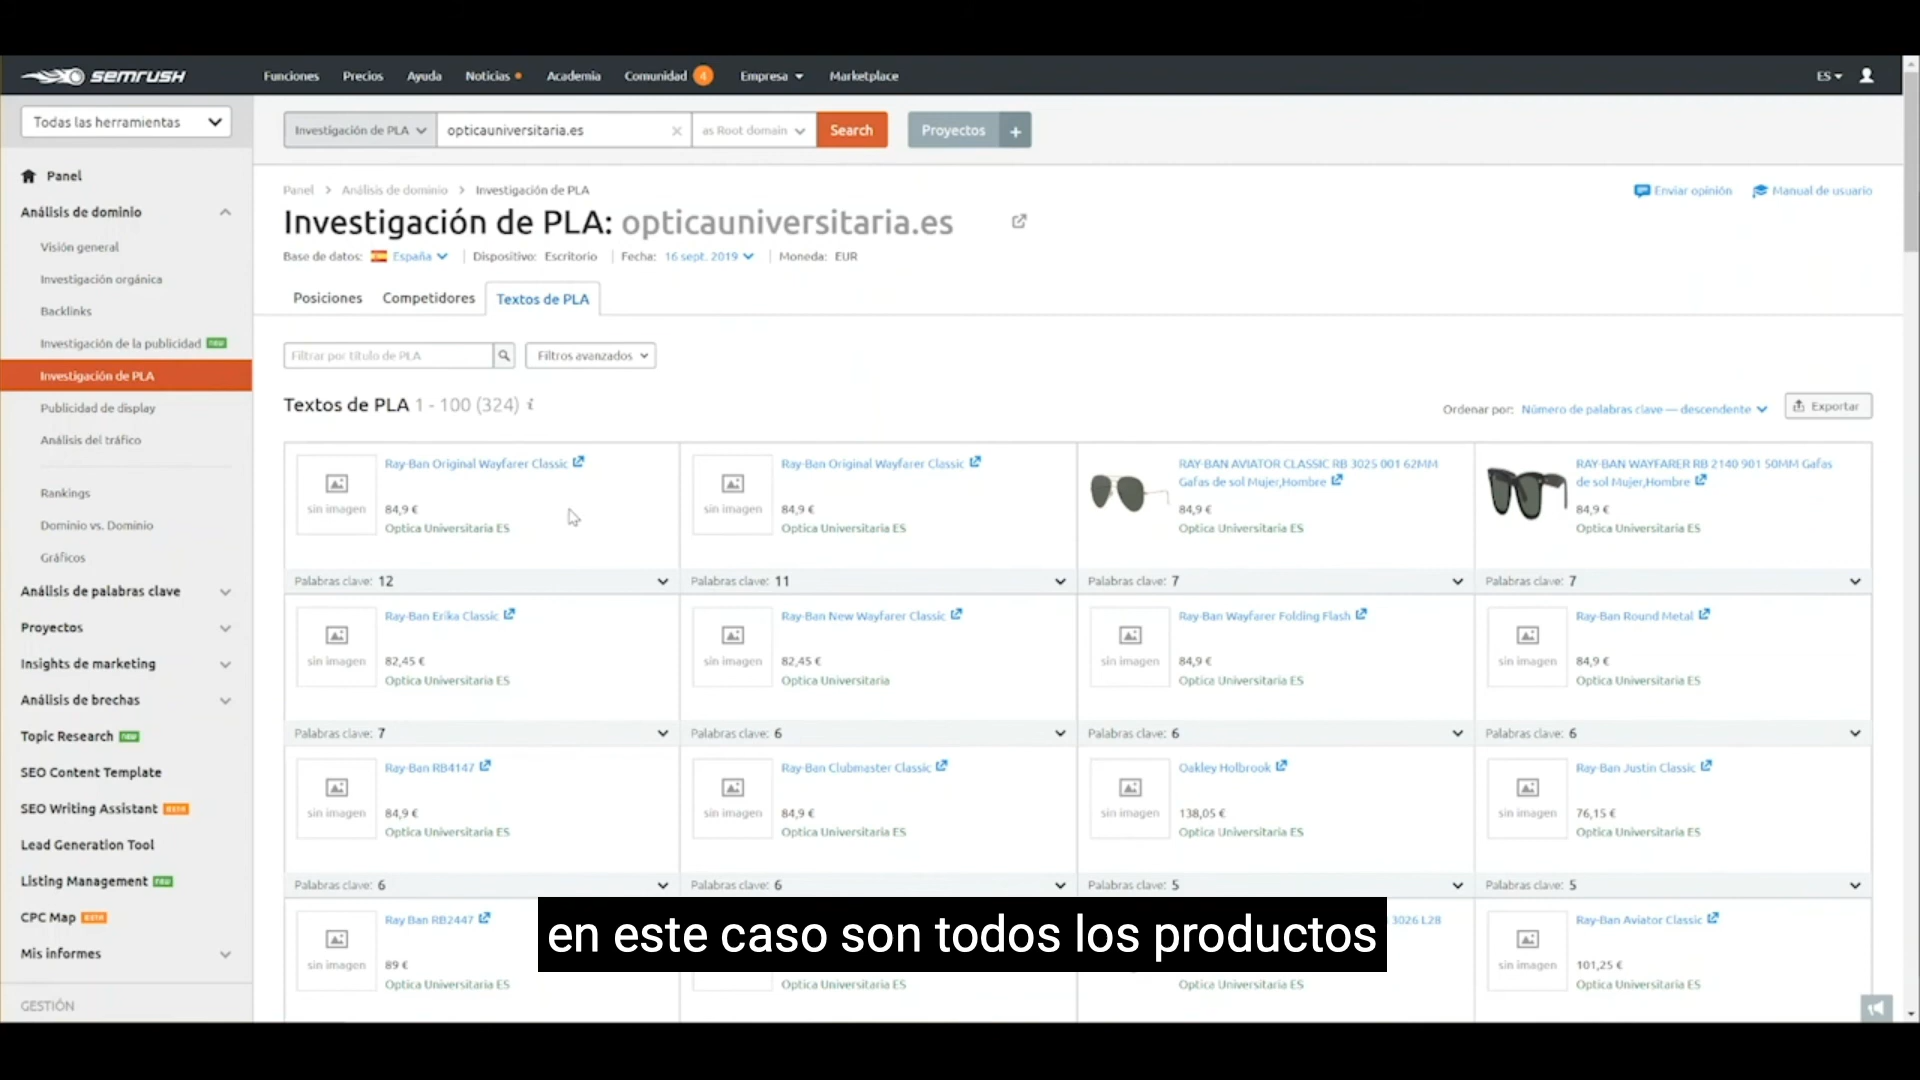 semrush
Funciones Precios Ayuda Noticias Academia Comunidad 4 Empresa Marketplace ES
Todas las herramientas
Investigación de PLA opticauniversitaria.es as Root domain Search Proyectos +
Panel
Análisis de dominio
Visión general
Investigación orgánica
Backlinks
Investigación de la publicidad new
Investigación de PLA
Publicidad de display
Análisis del tráfico
Rankings
Dominio vs. Dominio
Gráficos
Análisis de palabras clave
Proyectos
Insights de marketing
Análisis de brechas
Topic Research new
SEO Content Template
SEO Writing Assistant BETA
Lead Generation Tool
Listing Management new
CPC Map BETA
Mis informes
GESTIÓN
Panel > Análisis de dominio > Investigación de PLA
Enviar opinión Manual de usuario
Investigación de PLA: opticauniversitaria.es
Base de datos: España Dispositivo: Escritorio Fecha: 16 sept. 2019 Moneda: EUR
Posiciones Competidores Textos de PLA
Filtrar por título de PLA Filtros avanzados
Textos de PLA 1 - 100 (324) i
Ordenar por: Número de palabras clave — descendente Exportar
sin imagen
Ray-Ban Original Wayfarer Classic
84,9 €
Optica Universitaria ES
Palabras clave: 12
sin imagen
Ray-Ban Original Wayfarer Classic
84,9 €
Optica Universitaria ES
Palabras clave: 11
RAY-BAN AVIATOR CLASSIC RB 3025 001 62MM
Gafas de sol Mujer,Hombre
84,9 €
Optica Universitaria ES
Palabras clave: 7
RAY-BAN WAYFARER RB 2140 901 50MM Gafas
de sol Mujer,Hombre
84,9 €
Optica Universitaria ES
Palabras clave: 7
sin imagen
Ray-Ban Erika Classic
82,45 €
Optica Universitaria ES
Palabras clave: 7
sin imagen
Ray-Ban New Wayfarer Classic
82,45 €
Optica Universitaria
Palabras clave: 6
sin imagen
Ray-Ban Wayfarer Folding Flash
84,9 €
Optica Universitaria ES
Palabras clave: 6
sin imagen
Ray-Ban Round Metal
84,9 €
Optica Universitaria ES
Palabras clave: 6
sin imagen
Ray-Ban RB4147
84,9 €
Optica Universitaria ES
Palabras clave: 6
sin imagen
Ray-Ban Clubmaster Classic
84,9 €
Optica Universitaria ES
Palabras clave: 6
sin imagen
Oakley Holbrook
138,05 €
Optica Universitaria ES
Palabras clave: 5
sin imagen
Ray-Ban Justin Classic
76,15 €
Optica Universitaria ES
Palabras clave: 5
sin imagen
Ray Ban RB2447
89 €
Optica Universitaria ES
Optica Universitaria ES
3026 L2B
Optica Universitaria ES
sin imagen
Ray-Ban Aviator Classic
101,25 €
Optica Universitaria ES
en este caso son todos los productos